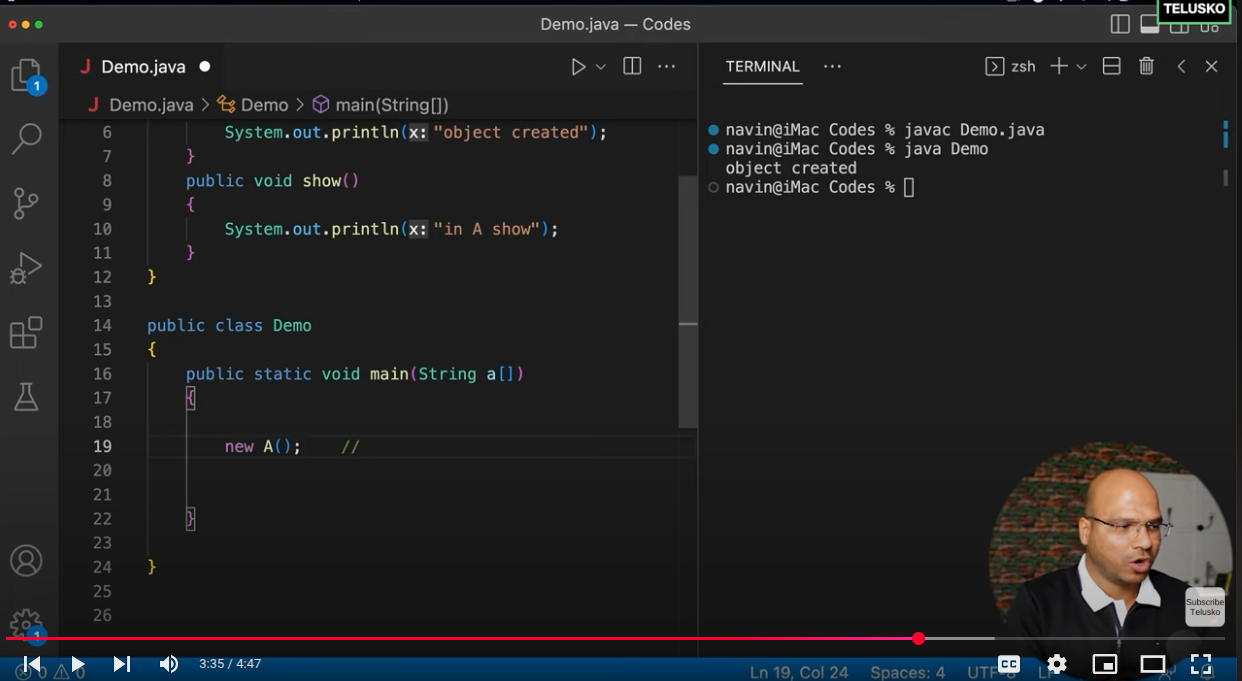 TELUSKO
Demo.java — Codes
Demo.java
TERMINAL
zsh
Demo.java > Demo > main(String[])
1
6 System.out.println(x: "object created");
7 }
8 public void show()
9 {
10 System.out.println(x: "in A show");
11 }
12 }
13
14 public class Demo
15 {
16 public static void main(String a[])
17 {
18
19 new A(); //
20
21
22 }
23
24 }
25
26
navin@iMac Codes % javac Demo.java
navin@iMac Codes % java Demo
object created
navin@iMac Codes %
Subscribe
Telusko
1
3:35 / 4:47
CC
0 0
Ln 19, Col 24 Spaces: 4 UTF-8 LF